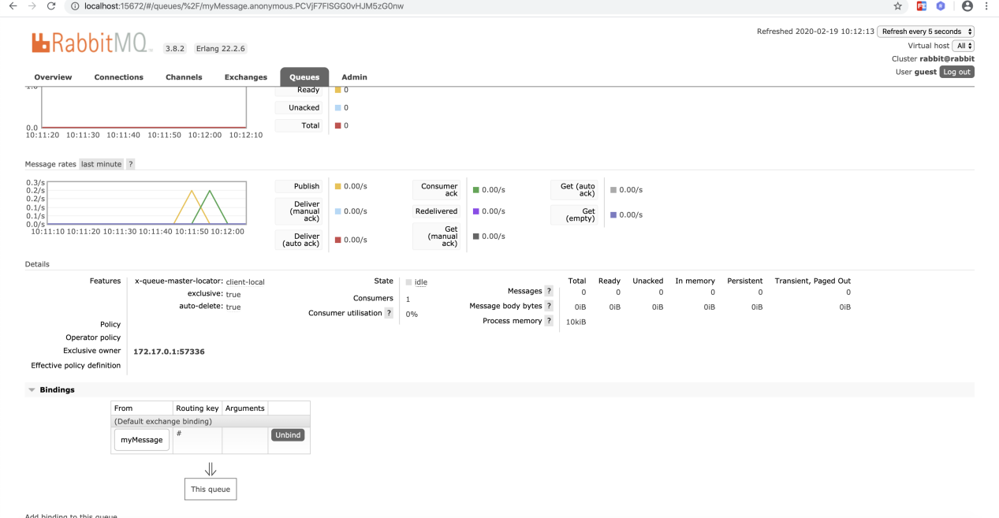 localhost:15672/#/queues/%2F/myMessage.anonymous.PCVjF7FlSGG0vHJM5zG0nw
RabbitMQ. 3.8.2 Erlang 22.2.6
Refreshed 2020-02-19 10:12:13 Refresh every 5 seconds
Virtual host All
Cluster rabbit@rabbit
User guest Log out
Overview Connections Channels Exchanges Queues Admin
1.0
0.0
10:11:20 10:11:30 10:11:40 10:11:50 10:12:00 10:12:10
Ready 0
Unacked 0
Total 0
Message rates last minute ?
0.3/s
0.2/s
0.2/s
0.1/s
0.1/s
0.0/s
10:11:10 10:11:20 10:11:30 10:11:40 10:11:50 10:12:00
Publish 0.00/s
Deliver
(manual 0.00/s
ack)
Deliver
(auto ack) 0.00/s
Consumer
ack 0.00/s
Redelivered 0.00/s
Get
(manual 0.00/s
ack)
Get (auto
ack) 0.00/s
Get
(empty) 0.00/s
Details
Features x-queue-master-locator: client-local
exclusive: true
auto-delete: true
Policy
Operator policy
Exclusive owner 172.17.0.1:57336
Effective policy definition
State idle
Consumers 1
Consumer utilisation ? 0%
Total Ready Unacked In memory Persistent Transient, Paged Out
Messages ? 0 0 0 0 0 0
Message body bytes ? 0iB 0iB 0iB 0iB 0iB 0iB
Process memory ? 10kiB
Bindings
From Routing key Arguments
(Default exchange binding)
myMessage # Unbind
⇓
This queue
Add binding to this queue